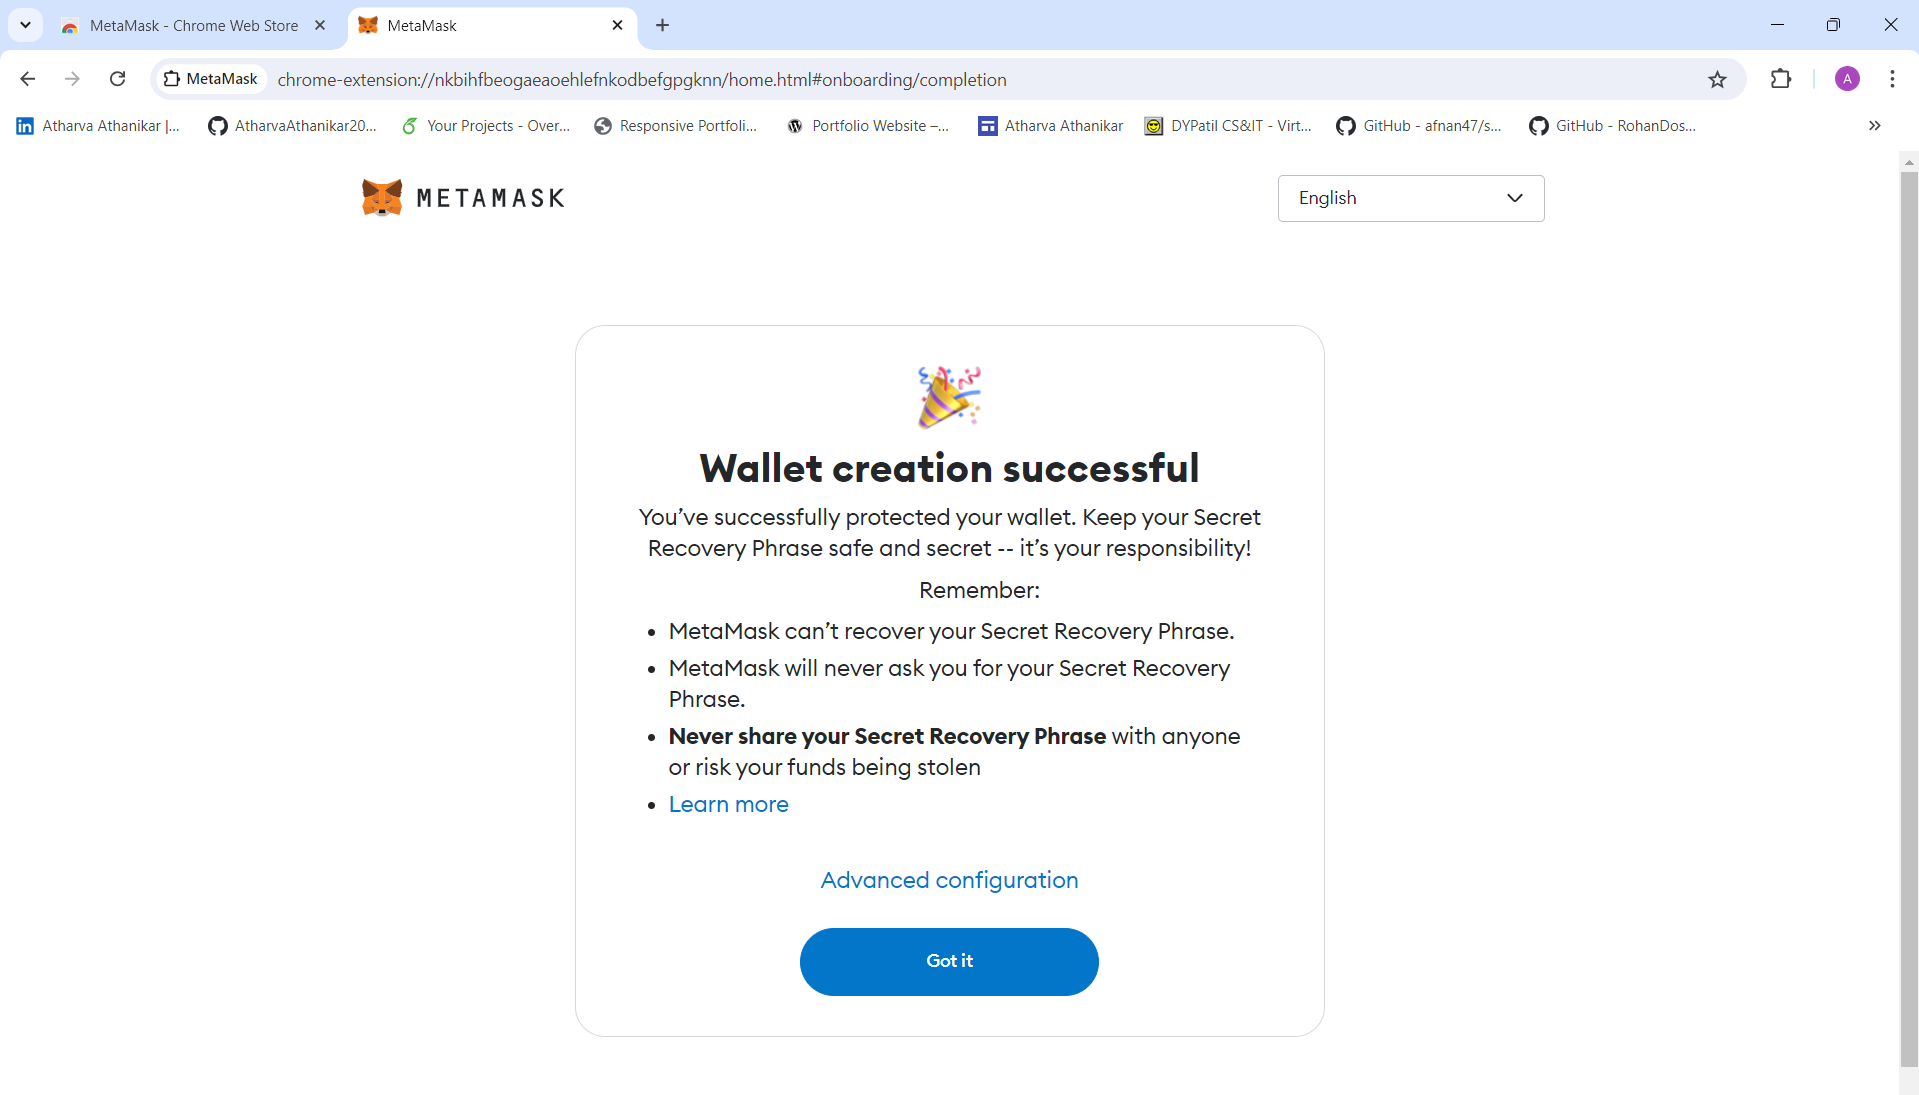 MetaMask - Chrome Web Store
MetaMask
MetaMask chrome-extension://nkbihfbeogaeaoehlefnkodbefgpgknn/home.html#onboarding/completion
A
in Atharva Athanikar |...
AtharvaAthanikar20...
Your Projects - Over...
Responsive Portfoli...
Portfolio Website –...
Atharva Athanikar
DYPatil CS&IT - Virt...
GitHub - afnan47/s...
GitHub - RohanDos...
METAMASK
English
Wallet creation successful
You’ve successfully protected your wallet. Keep your Secret
Recovery Phrase safe and secret -- it’s your responsibility!
Remember:
• MetaMask can’t recover your Secret Recovery Phrase.
• MetaMask will never ask you for your Secret Recovery
Phrase.
• Never share your Secret Recovery Phrase with anyone
or risk your funds being stolen
• Learn more
Advanced configuration
Got it